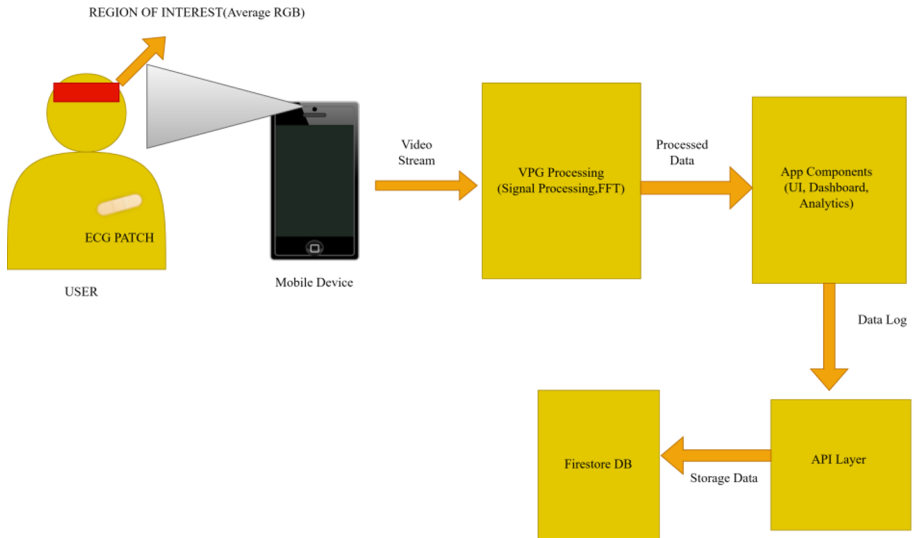 REGION OF INTEREST(Average RGB)
ECG PATCH
USER
Mobile Device
Video
Stream
VPG Processing
(Signal Processing,FFT)
Processed
Data
App Components
(UI, Dashboard,
Analytics)
Data Log
API Layer
Storage Data
Firestore DB